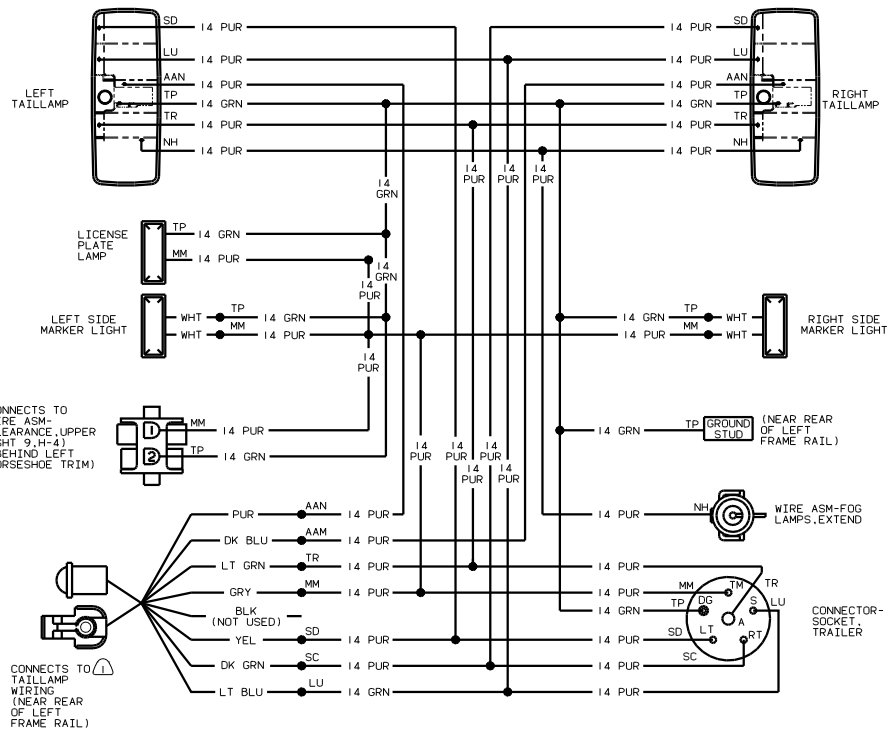 SD 14 PUR 14 PUR SD
LU 14 PUR 14 PUR LU
LEFT TAILLAMP
AAN 14 PUR 14 PUR AAN
RIGHT TAILLAMP
TP 14 GRN 14 GRN TP
TR 14 PUR 14 PUR TR
NH 14 PUR 14 PUR NH
14 PUR 14 PUR 14 PUR
14 GRN
LICENSE PLATE LAMP
TP 14 GRN
MM 14 PUR
14 GRN
14 PUR
LEFT SIDE MARKER LIGHT
WHT TP 14 GRN
WHT MM 14 PUR
14 GRN TP WHT
14 PUR MM WHT
RIGHT SIDE MARKER LIGHT
14 PUR
ONNECTS TO
IRE ASM-
EARANCE,UPPER
GHT 9,H-4)
BEHIND LEFT
ORSESHOE TRIM)
1 MM 14 PUR
2 TP 14 GRN
14 GRN TP GROUND STUD
(NEAR REAR
OF LEFT
FRAME RAIL)
14 PUR 14 PUR 14 PUR
14 PUR 14 PUR
PUR AAN 14 PUR
14 PUR NH
WIRE ASM-FOG
LAMPS,EXTEND
DK BLU AAM 14 PUR
LT GRN TR 14 PUR 14 PUR
GRY MM 14 PUR 14 PUR MM TM TR
BLK
(NOT USED)
14 GRN TP DG S LU
A
YEL SD 14 PUR 14 PUR SD LT RT
DK GRN SC 14 PUR 14 PUR SC
LT BLU LU 14 GRN 14 PUR
CONNECTOR-
SOCKET,
TRAILER
CONNECTS TO 1
TAILLAMP
WIRING
(NEAR REAR
OF LEFT
FRAME RAIL)